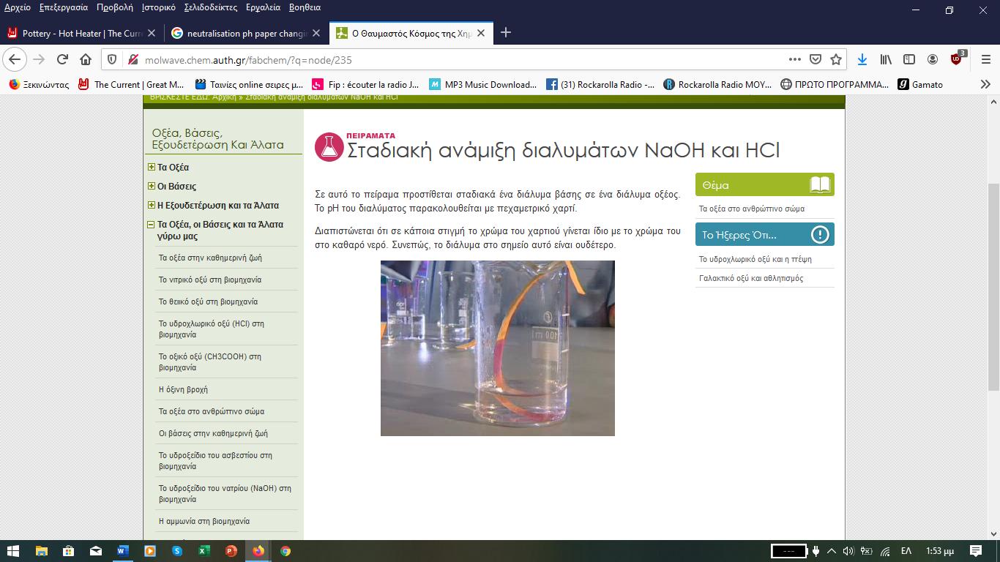 Αρχείο Επεξεργασία Προβολή Ιστορικό Σελιδοδείκτες Εργαλεία Βοήθεια
Pottery - Hot Heater | The Curre
neutralisation ph paper changin
Ο Θαυμαστός Κόσμος της Χημ
molwave.chem.auth.gr/fabchem/?q=node/235
3
Ξεκινώντας
The Current | Great M...
Ταινίες online σειρες μ...
Fip : écouter la radio J...
MP3 Music Download...
(31) Rockarolla Radio -...
Rockarolla Radio ΜΟΥ...
ΠΡΩΤΟ ΠΡΟΓΡΑΜΜΑ...
Gamato
ΒΡΙΣΚΕΣΤΕ ΕΔΩ: Αρχική » Σταδιακή ανάμιξη διαλυμάτων NaOH και HCl
Οξέα, Βάσεις,
Εξουδετέρωση Και Άλατα
Τα Οξέα
Οι Βάσεις
Η Εξουδετέρωση και τα Άλατα
Τα Οξέα, οι Βάσεις και τα Άλατα
γύρω μας
Τα οξέα στην καθημερινή ζωή
Το νιτρικό οξύ στη βιομηχανία
Το θειικό οξύ στη βιομηχανία
Το υδροχλωρικό οξύ (HCl) στη
βιομηχανία
Το οξικό οξύ (CH3COOH) στη
βιομηχανία
Η όξινη βροχή
Τα οξέα στο ανθρώπινο σώμα
Οι βάσεις στην καθημερινή ζωή
Το υδροξείδιο του ασβεστίου στη
βιομηχανία
Το υδροξείδιο του νατρίου (NaOH) στη
βιομηχανία
Η αμμωνία στη βιομηχανία
ΠΕΙΡΑΜΑΤΑ
Σταδιακή ανάμιξη διαλυμάτων NaOH και HCl
Σε αυτό το πείραμα προστίθεται σταδιακά ένα διάλυμα βάσης σε ένα διάλυμα οξέος.
Το pH του διαλύματος παρακολουθείται με πεχαμετρικό χαρτί.
Διαπιστώνεται ότι σε κάποια στιγμή το χρώμα του χαρτιού γίνεται ίδιο με το χρώμα του
στο καθαρό νερό. Συνεπώς, το διάλυμα στο σημείο αυτό είναι ουδέτερο.
100 ml
Θέμα
Τα οξέα στο ανθρώπινο σώμα
Το Ήξερες Ότι...
Το υδροχλωρικό οξύ και η πέψη
Γαλακτικό οξύ και αθλητισμός
---
ΕΛ
1:53 μμ